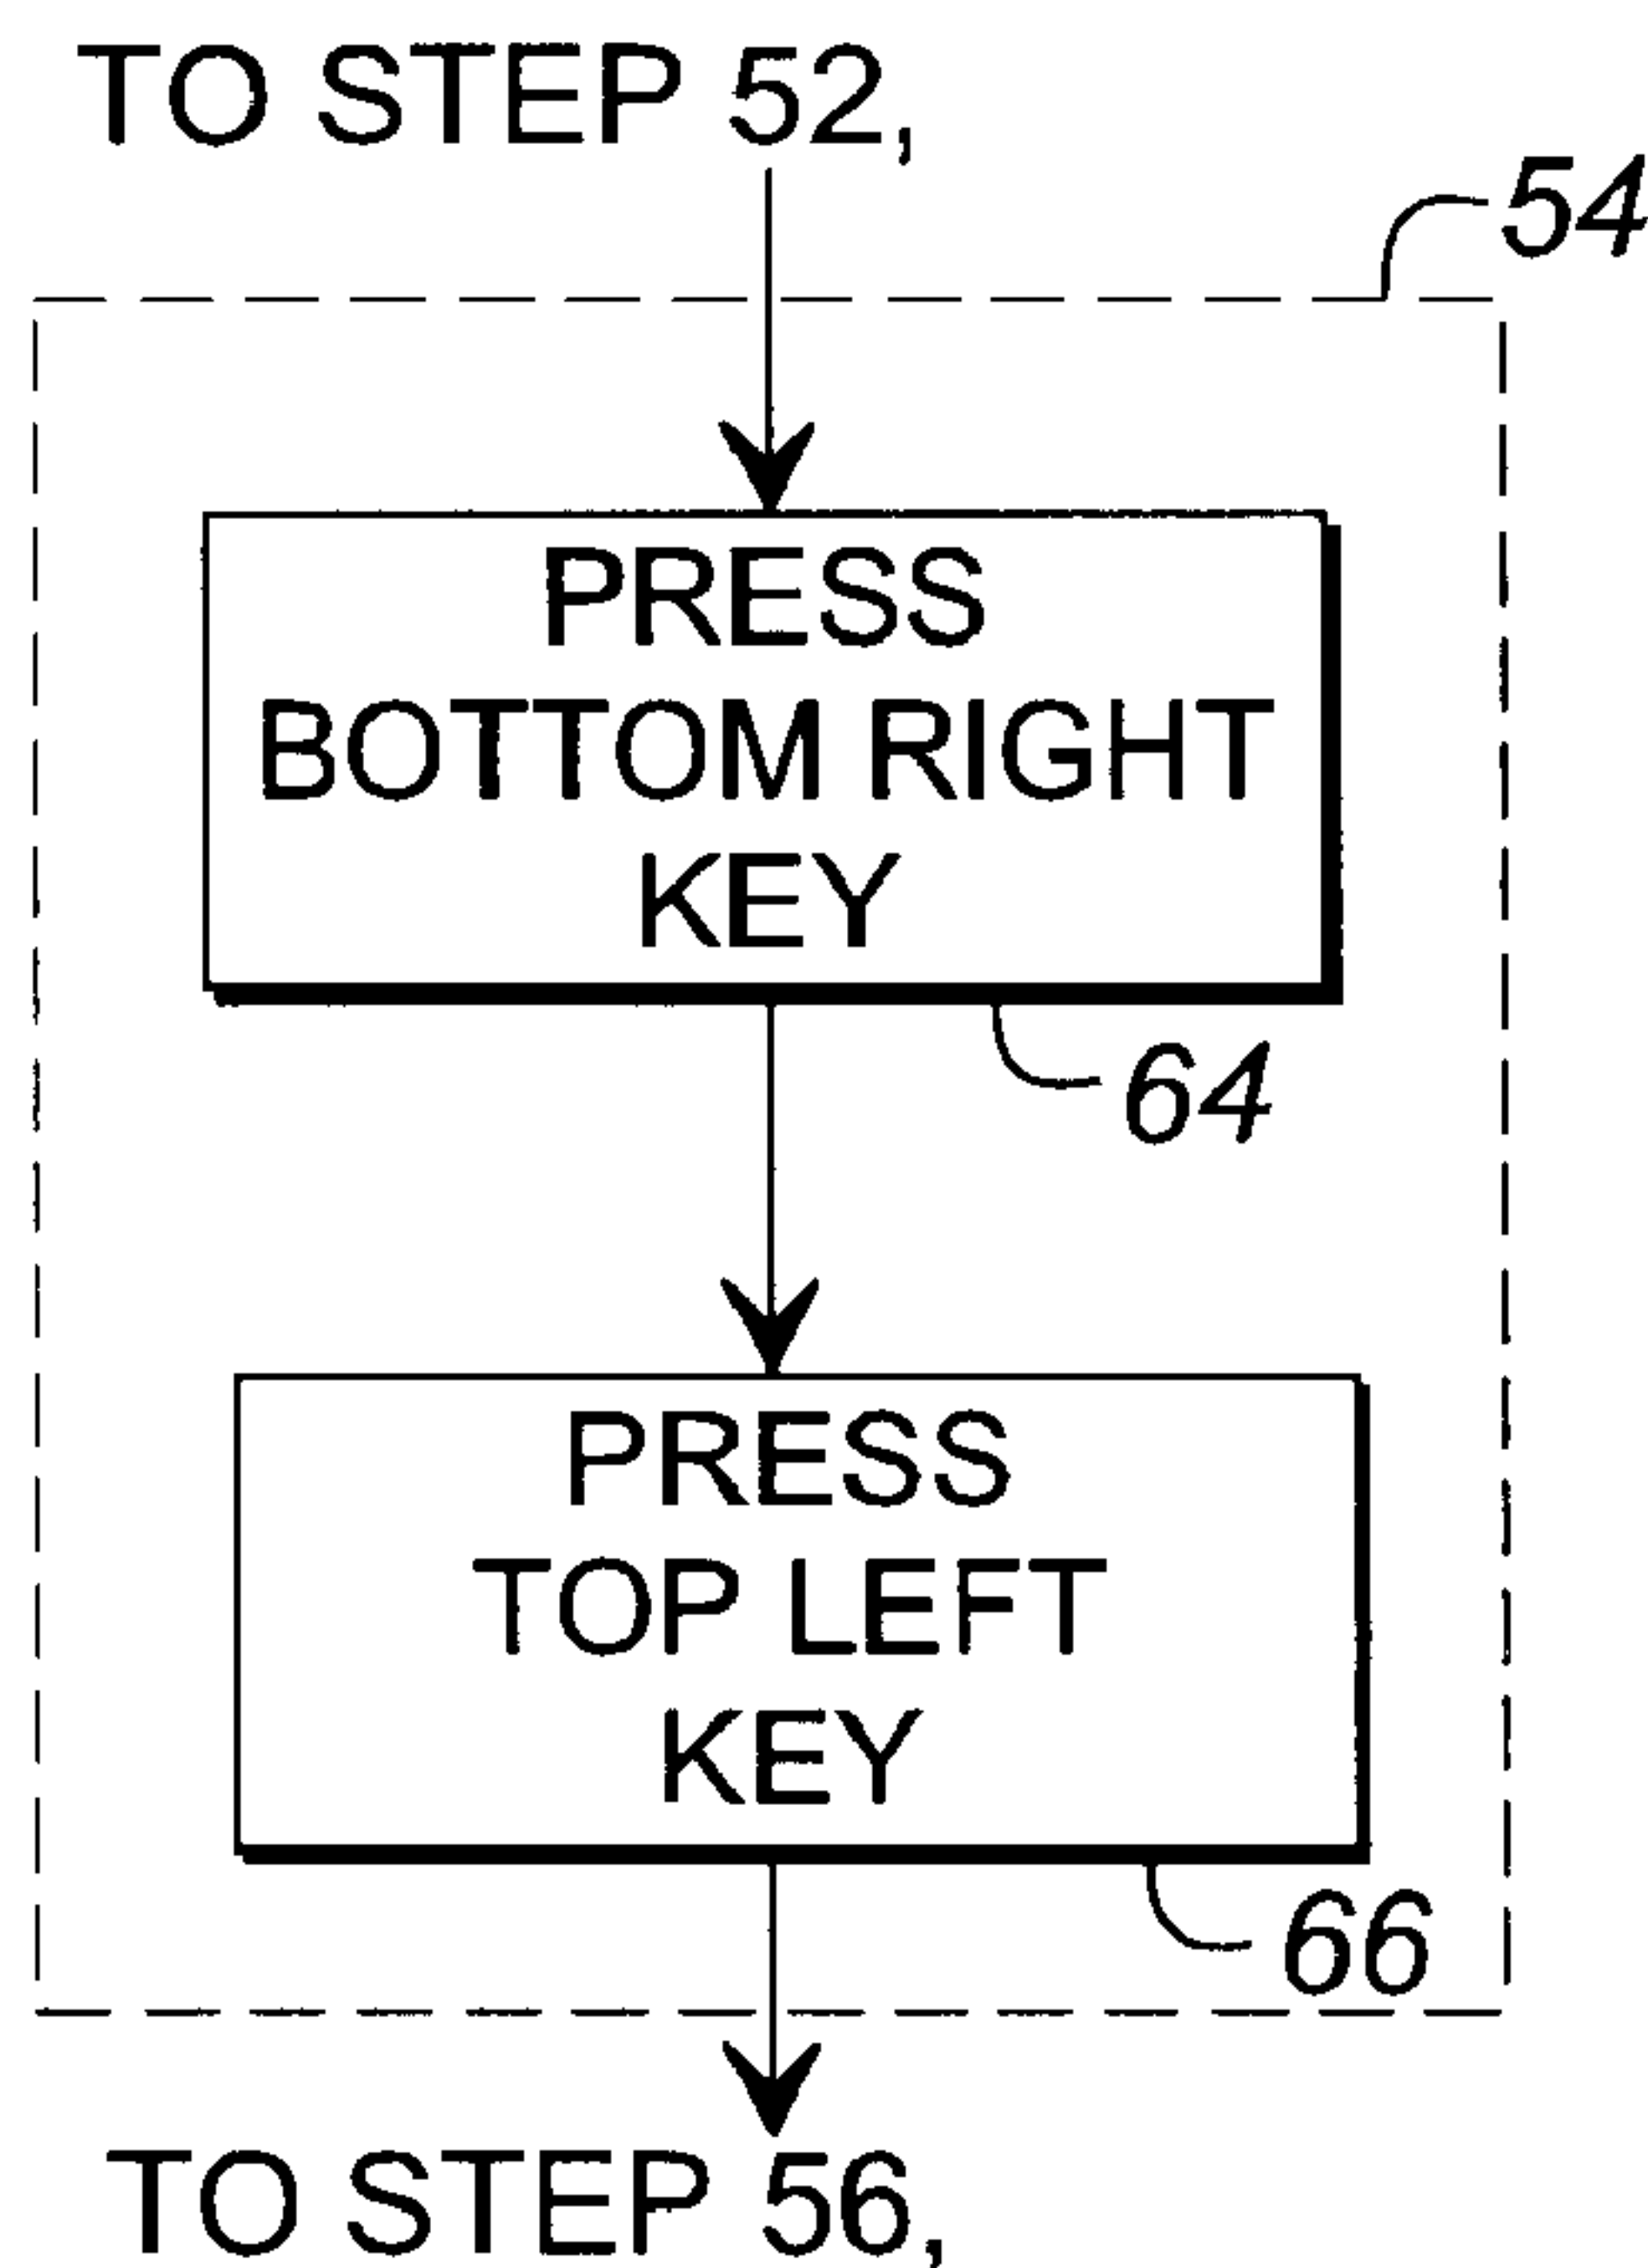 TO STEP 52,
54
PRESS
BOTTOM RIGHT
KEY
64
PRESS
TOP LEFT
KEY
66
TO STEP 56,